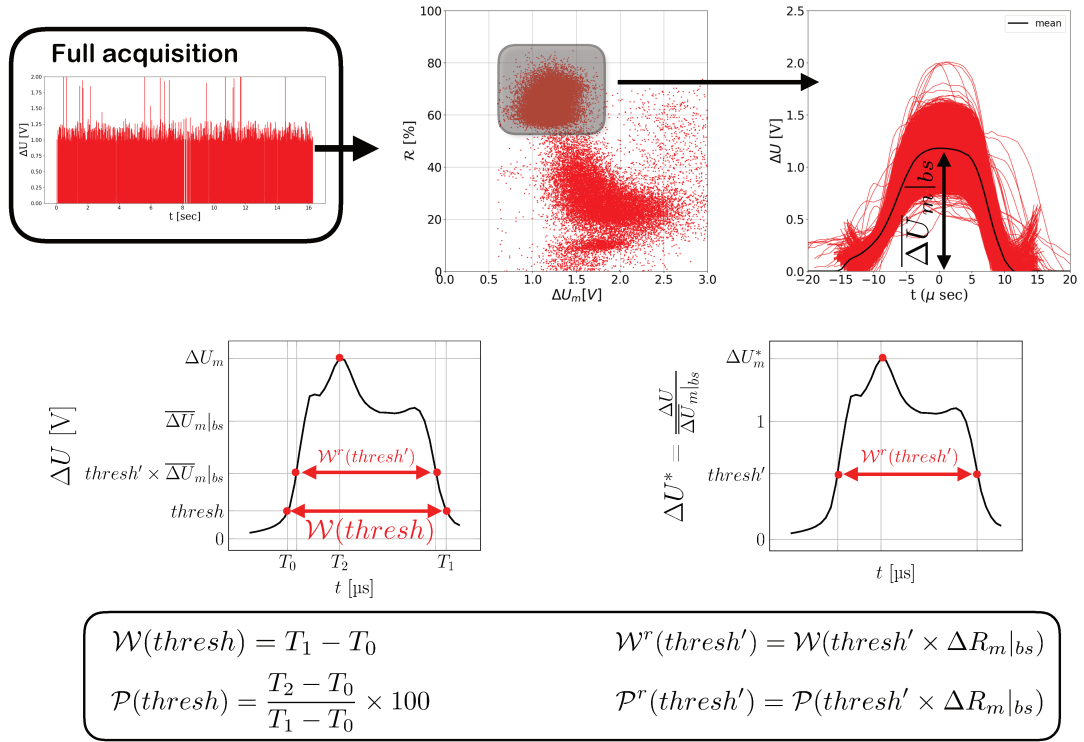 Full acquisition
2.00
1.75
1.50
1.25
1.00
0.75
0.50
0.25
0.00
ΔU [V]
0 2 4 6 8 10 12 14 16
t [sec]
100
80
60
40
20
0
ℛ [%]
0.0 0.5 1.0 1.5 2.0 2.5 3.0
ΔU_m[V]
2.5
2.0
1.5
1.0
0.5
0.0
ΔU [V]
mean
\overline{ΔU}_m|_{bs}
−20 −15 −10 −5 0 5 10 15 20
t (μ sec)
ΔU [V]
ΔU_m
\overline{ΔU}_m|_{bs}
thresh′ × \overline{ΔU}_m|_{bs}
thresh
0
𝒲^r(thresh′)
𝒲(thresh)
T_0 T_2 T_1
t [µs]
ΔU* = ΔU / \overline{ΔU}_m|_{bs}
ΔU_m^*
1
thresh′
0
𝒲^r(thresh′)
t [µs]
𝒲(thresh) = T_1 − T_0
𝒫(thresh) = (T_2 − T_0) / (T_1 − T_0) × 100
𝒲^r(thresh′) = 𝒲(thresh′ × ΔR_m|_{bs})
𝒫^r(thresh′) = 𝒫(thresh′ × ΔR_m|_{bs})